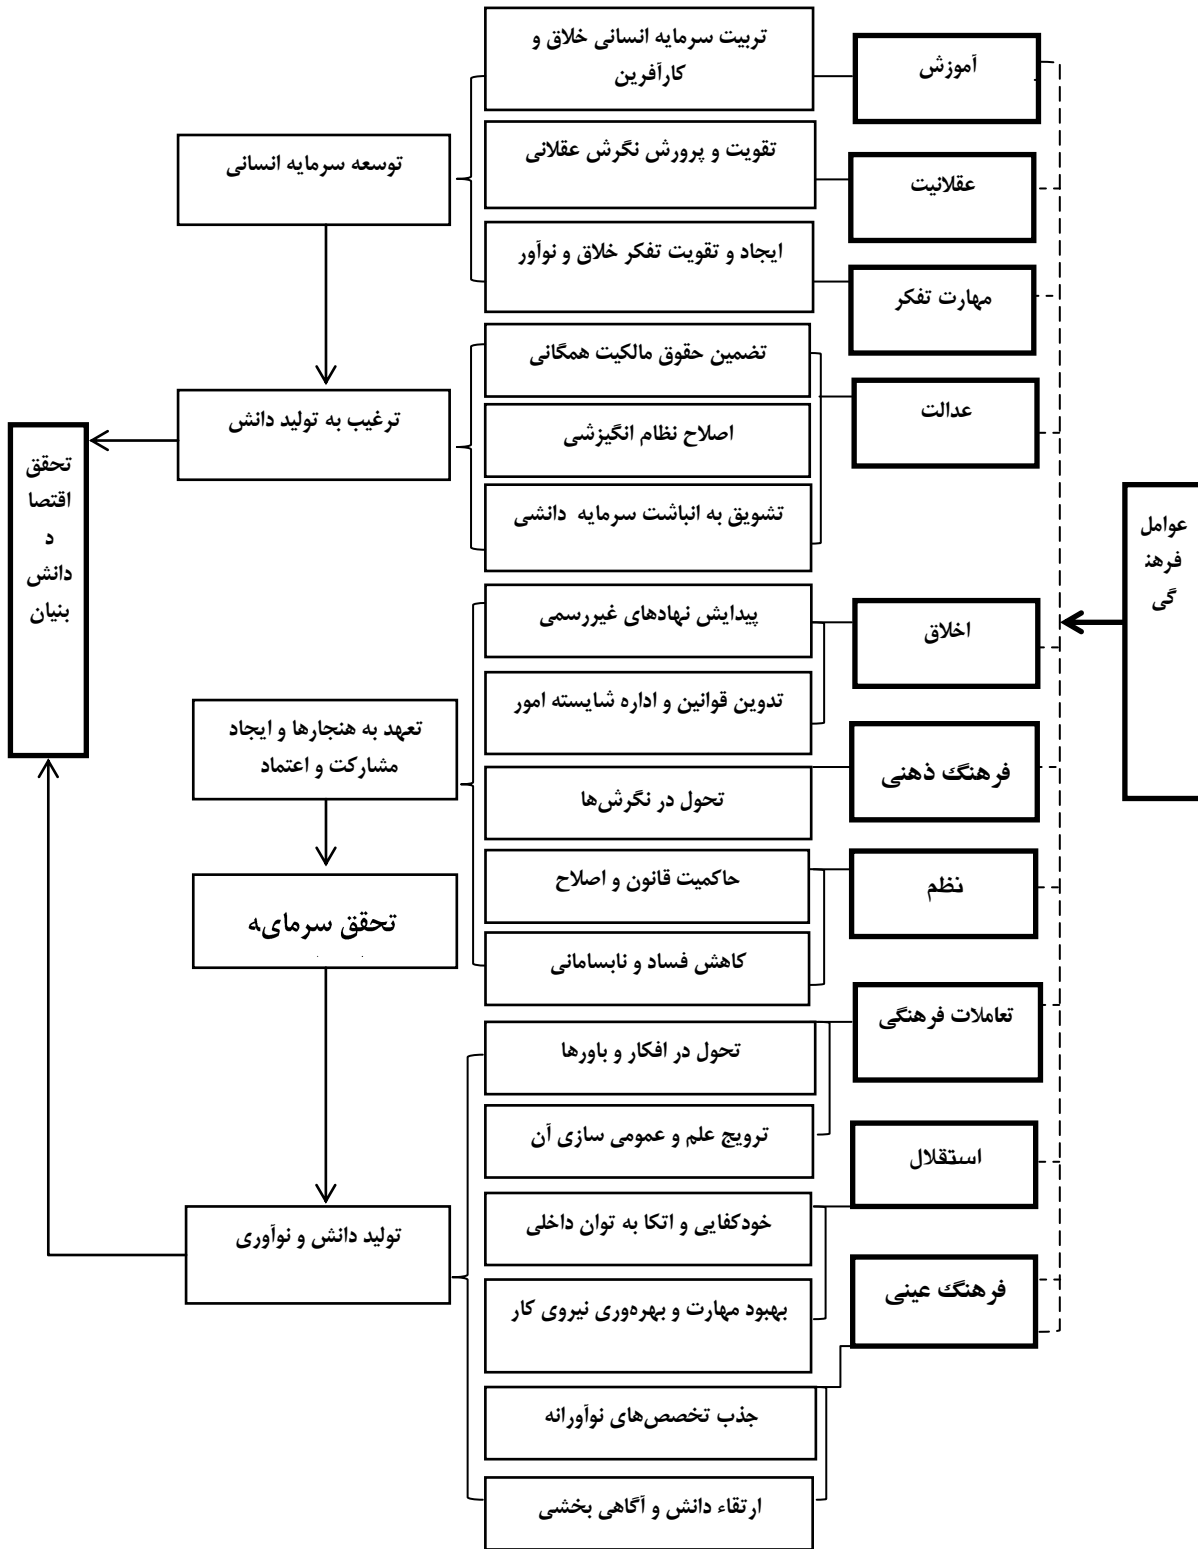 عوامل
فرهن
گی
آموزش
عقلانیت
مهارت تفکر
عدالت
اخلاق
فرهنگ ذهنی
نظم
تعاملات فرهنگی
استقلال
فرهنگ عینی
تربیت سرمایه انسانی خلاق و
کارآفرین
تقویت و پرورش نگرش عقلانی
ایجاد و تقویت تفکر خلاق و نوآور
تضمین حقوق مالکیت همگانی
اصلاح نظام انگیزشی
تشویق به انباشت سرمایه دانشی
پیدایش نهادهای غیررسمی
تدوین قوانین و اداره شایسته امور
تحول در نگرش‌ها
حاکمیت قانون و اصلاح
کاهش فساد و نابسامانی
تحول در افکار و باورها
ترویج علم و عمومی سازی آن
خودکفایی و اتکا به توان داخلی
بهبود مهارت و بهره‌وری نیروی کار
جذب تخصص‌های نوآورانه
ارتقاء دانش و آگاهی بخشی
توسعه سرمایه انسانی
ترغیب به تولید دانش
تعهد به هنجارها و ایجاد
مشارکت و اعتماد
تحقق سرمایه
تولید دانش و نوآوری
تحقق
اقتصا
د
دانش
بنیان